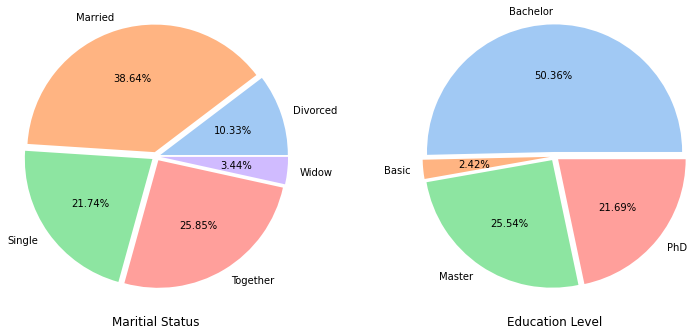 Married
38.64%
Divorced
10.33%
3.44%
Widow
21.74%
25.85%
Single
Together
Maritial Status
Bachelor
50.36%
Basic
2.42%
21.69%
25.54%
PhD
Master
Education Level